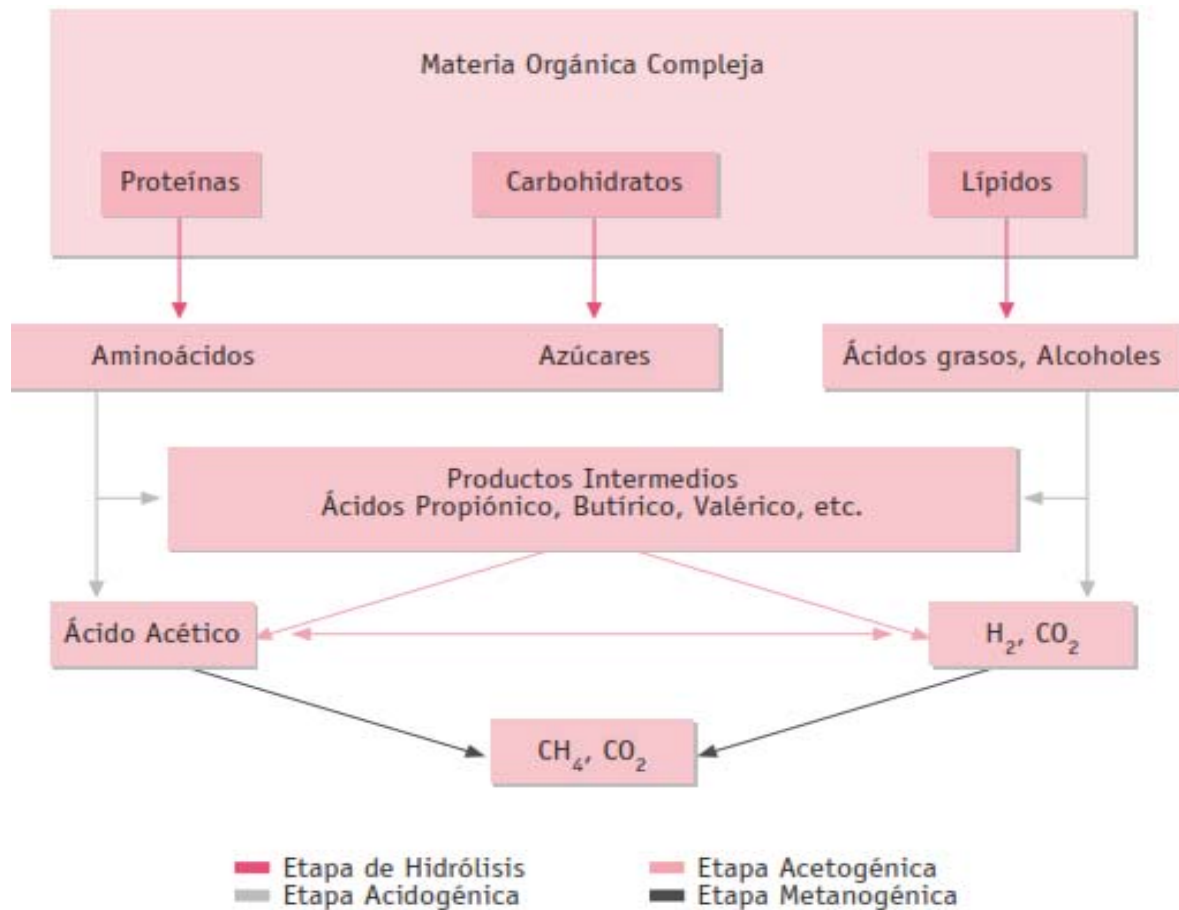 Materia Orgánica Compleja
Proteínas
Carbohidratos
Lípidos
Aminoácidos
Azúcares
Ácidos grasos, Alcoholes
Productos Intermedios
Ácidos Propiónico, Butírico, Valérico, etc.
Ácido Acético
H₂, CO₂
CH₄, CO₂
Etapa de Hidrólisis
Etapa Acetogénica
Etapa Acidogénica
Etapa Metanogénica